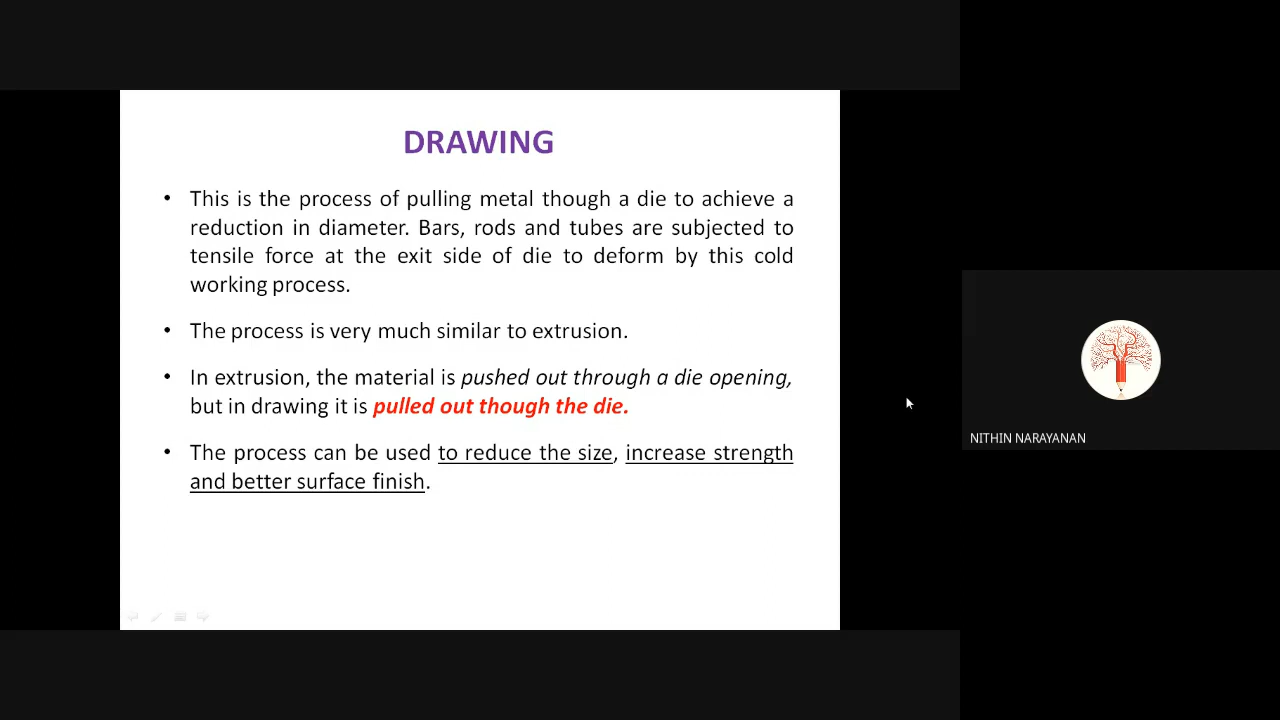 DRAWING
• This is the process of pulling metal though a die to achieve a
reduction in diameter. Bars, rods and tubes are subjected to
tensile force at the exit side of die to deform by this cold
working process.
• The process is very much similar to extrusion.
• In extrusion, the material is pushed out through a die opening,
but in drawing it is pulled out though the die.
• The process can be used to reduce the size, increase strength
and better surface finish.
NITHIN NARAYANAN